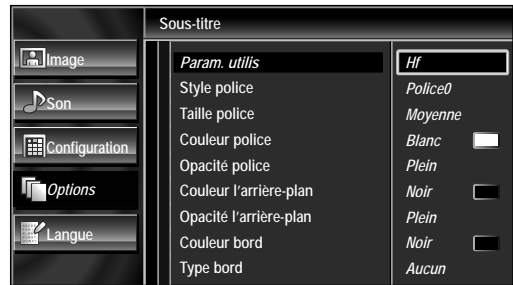 Sous-titre
Image
Son
Configuration
Options
Langue
Param. utilis Hf
Style police Police0
Taille police Moyenne
Couleur police Blanc
Opacité police Plein
Couleur l'arrière-plan Noir
Opacité l'arrière-plan Plein
Couleur bord Noir
Type bord Aucun